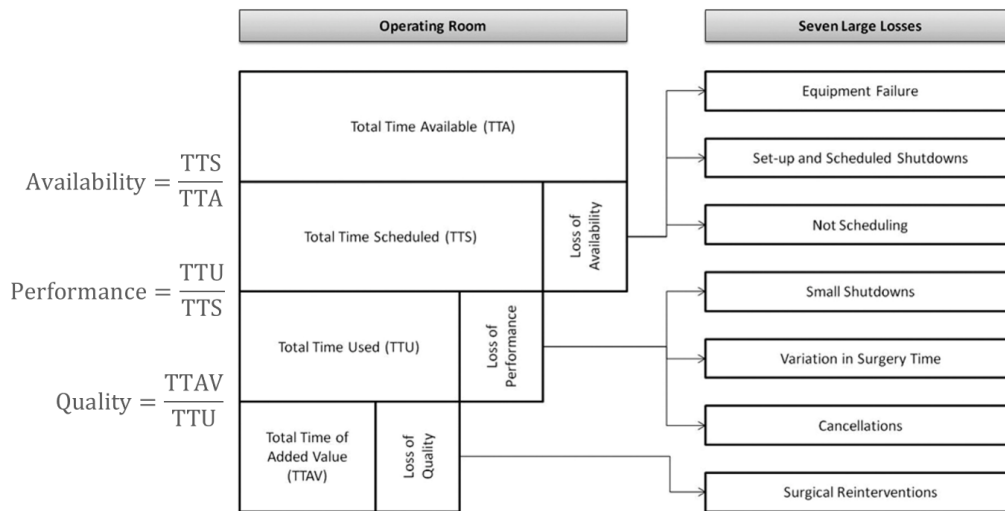 Operating Room
Seven Large Losses
Total Time Available (TTA)
Equipment Failure
Set-up and Scheduled Shutdowns
Availability = TTS / TTA
Total Time Scheduled (TTS)
Loss of
Availability
Not Scheduling
Performance = TTU / TTS
Small Shutdowns
Total Time Used (TTU)
Loss of
Performance
Variation in Surgery Time
Quality = TTAV / TTU
Cancellations
Total Time of
Added Value
(TTAV)
Loss of
Quality
Surgical Reinterventions